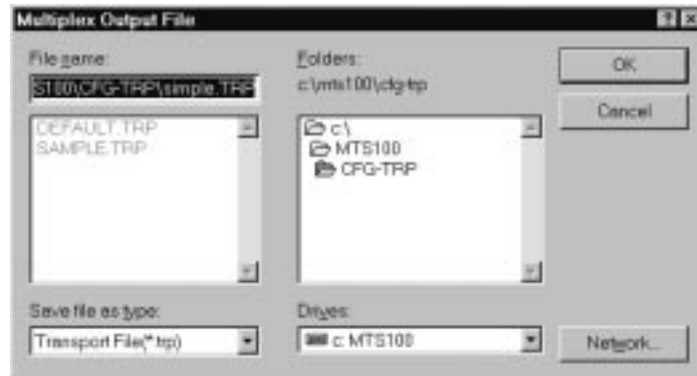 Multiplex Output File
File name:
S100\CFG-TRP\simple.TRP
DEFAULT.TRP
SAMPLE.TRP
Save file as type:
Transport File(*.trp)
Folders:
c:\mts100\cfg-trp
c:\
MTS100
CFG-TRP
Drives:
c: MTS100
OK
Cancel
Network...